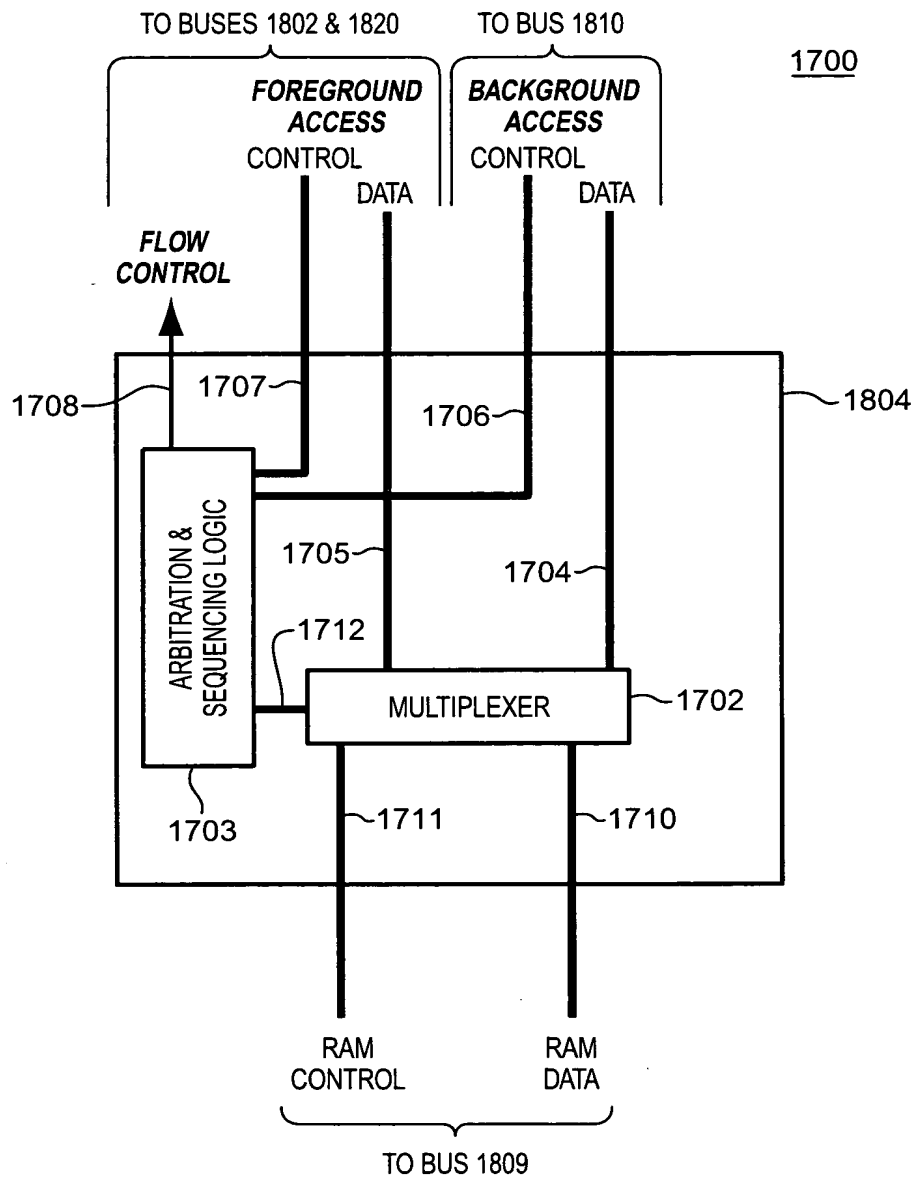 TO BUSES 1802 & 1820
TO BUS 1810
1700
FOREGROUND
ACCESS
CONTROL
DATA
BACKGROUND
ACCESS
CONTROL
DATA
FLOW
CONTROL
1708
1707
1706
1804
1705
1704
ARBITRATION &
SEQUENCING LOGIC
1712
MULTIPLEXER
1702
1703
1711
1710
RAM
CONTROL
RAM
DATA
TO BUS 1809